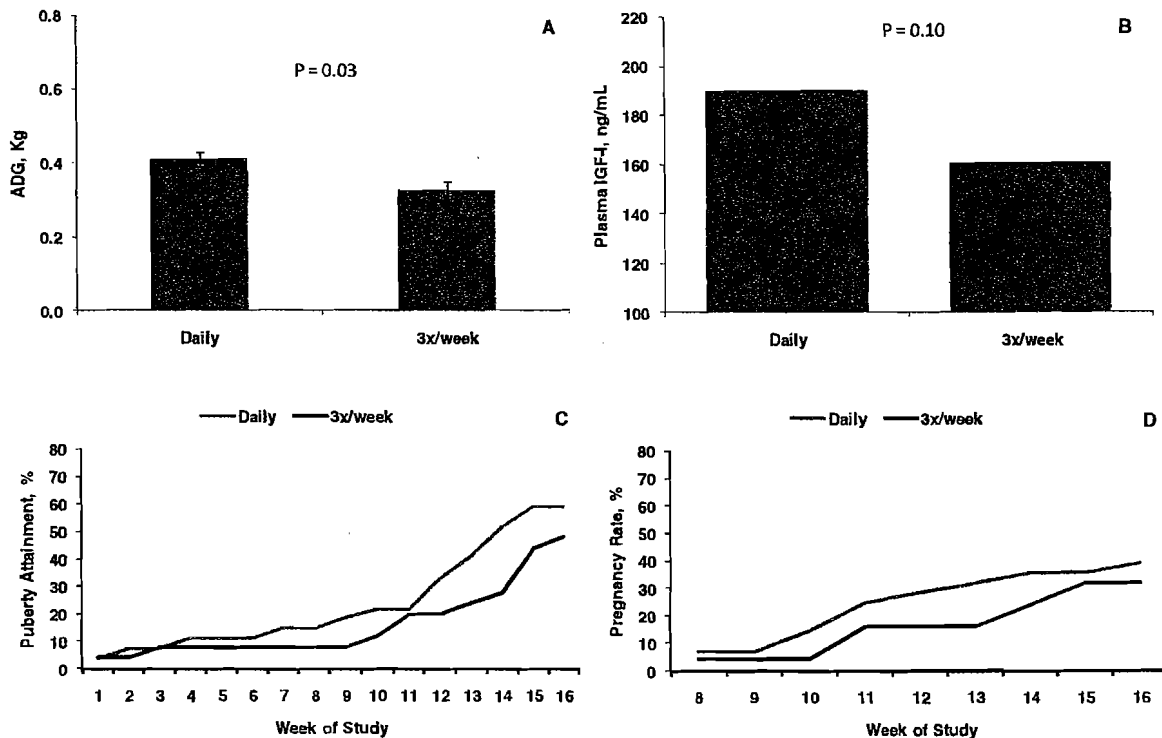 A
P = 0.03
0.8
0.6
0.4
0.2
0.0
ADG, Kg
Daily
3x/week
B
P = 0.10
220
200
180
160
140
120
100
Plasma IGF-I, ng/mL
Daily
3x/week
Daily
3x/week
C
80
70
60
50
40
30
20
10
0
Puberty Attainment, %
1 2 3 4 5 6 7 8 9 10 11 12 13 14 15 16
Week of Study
Daily
3x/week
D
80
70
60
50
40
30
20
10
0
Pregnancy Rate, %
8 9 10 11 12 13 14 15 16
Week of Study